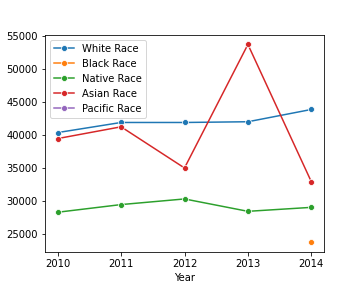 55000
50000
45000
40000
35000
30000
25000
White Race
Black Race
Native Race
Asian Race
Pacific Race
2010 2011 2012 2013 2014
Year